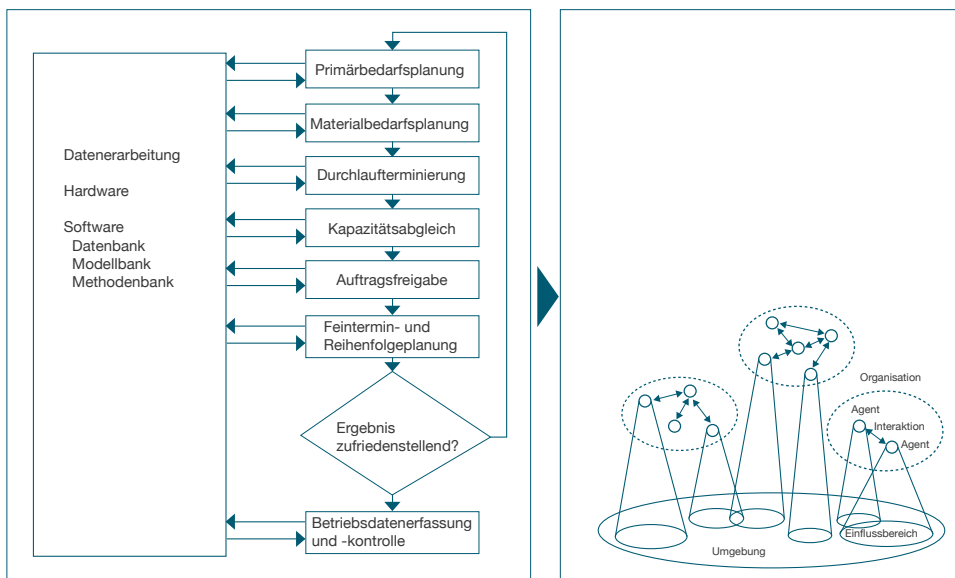 Datenerarbeitung
Hardware
Software
Datenbank
Modellbank
Methodenbank
Primärbedarfsplanung
Materialbedarfsplanung
Durchlaufterminierung
Kapazitätsabgleich
Auftragsfreigabe
Feintermin- und
Reihenfolgeplanung
Ergebnis
zufriedenstellend?
Betriebsdatenerfassung
und -kontrolle
Organisation
Agent
Interaktion
Agent
Einflussbereich
Umgebung